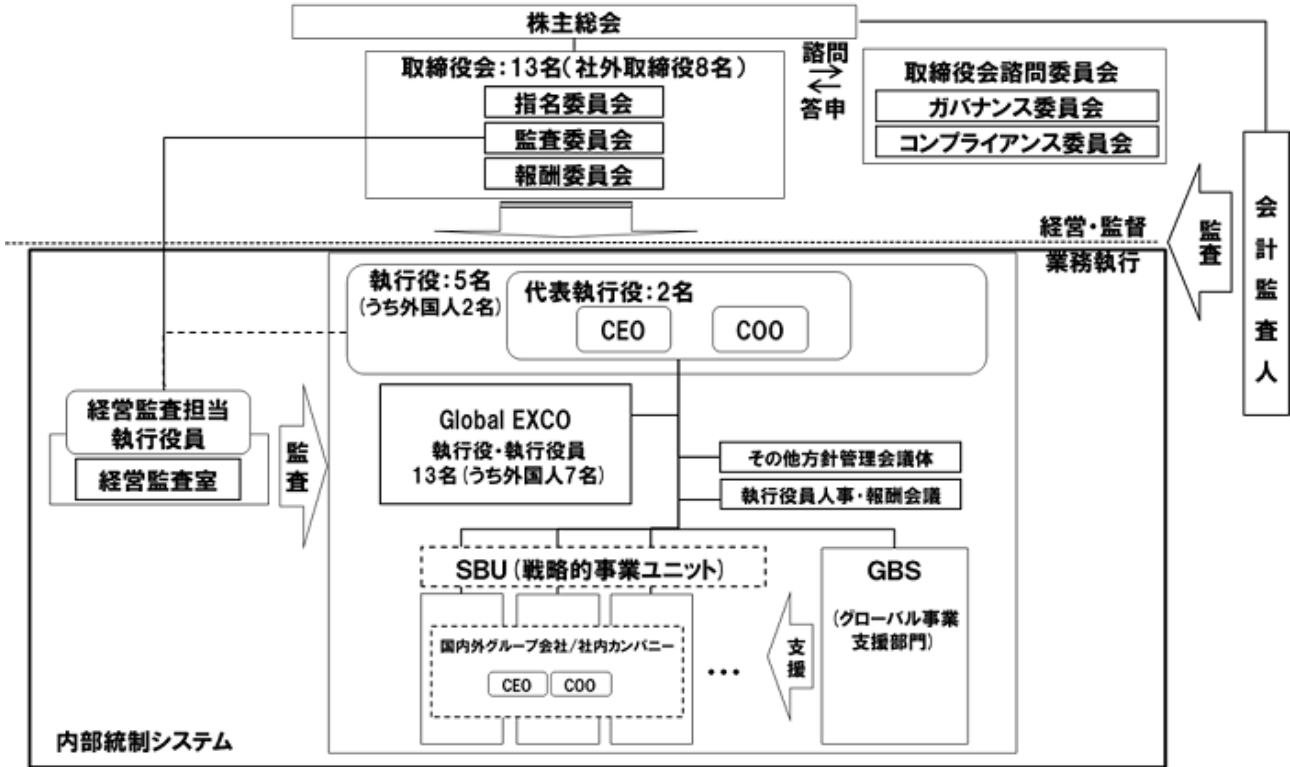 株主総会
取締役会:13名(社外取締役8名)
指名委員会
監査委員会
報酬委員会
諮問
答申
取締役会諮問委員会
ガバナンス委員会
コンプライアンス委員会
会計監査人
監査
経営・監督
業務執行
執行役:5名
(うち外国人2名)
代表執行役:2名
CEO
COO
経営監査担当
執行役員
経営監査室
監査
Global EXCO
執行役・執行役員
13名(うち外国人7名)
その他方針管理会議体
執行役員人事・報酬会議
SBU(戦略的事業ユニット)
国内外グループ会社/社内カンパニー
CEO
COO
・・・
支援
GBS
(グローバル事業
支援部門)
内部統制システム